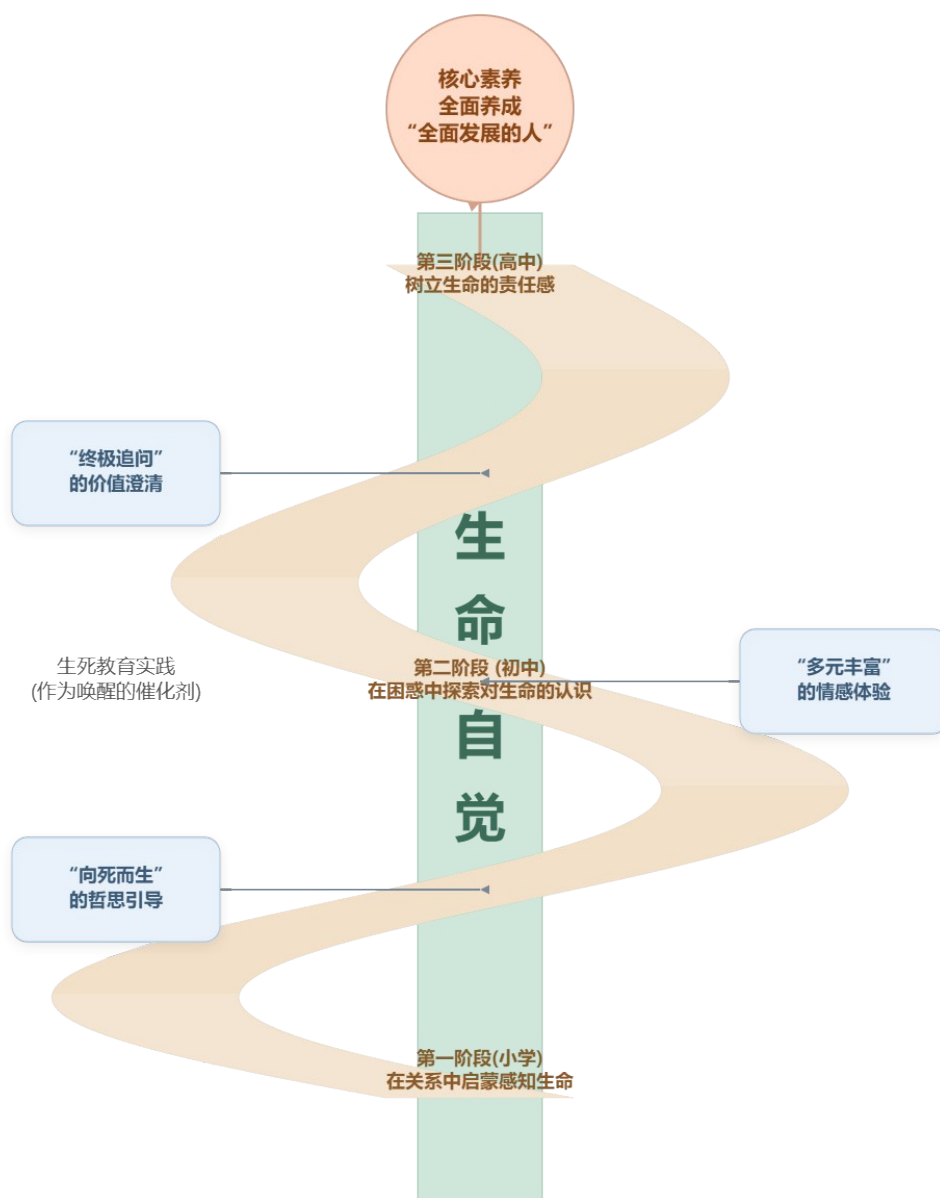 核心素养
全面养成
“全面发展的人”
第三阶段(高中)
树立生命的责任感
“终极追问”
的价值澄清
生
命
自
觉
生死教育实践
(作为唤醒的催化剂)
第二阶段 (初中)
在困惑中探索对生命的认识
“多元丰富”
的情感体验
“向死而生”
的哲思引导
第一阶段(小学)
在关系中启蒙感知生命